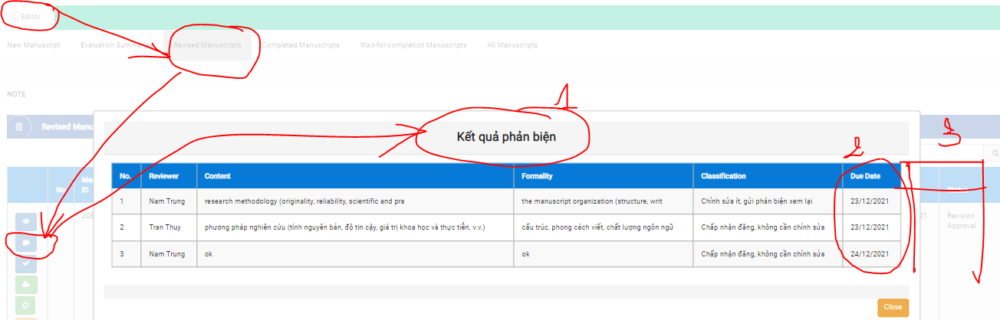 Editor
New Manuscript Evaluation Summary Revised Manuscripts Completed Manuscripts Wait-for-completion Manuscripts All Manuscripts
1
NOTE
Revised Manu
Kết quả phản biện
2 3
No. Reviewer Content Formality Classification Due Date
No. Ma ID Status
1 Nam Trung research methodology (originality, reliability, scientific and pra the manuscript organization (structure, writ Chỉnh sửa ít, gửi phản biện xem lại 23/12/2021
JOE 21 Revision Approval
2 Tran Thuy phương pháp nghiên cứu (tính nguyên bản, độ tin cậy, giá trị khoa học và thực tiễn, v.v.) cấu trúc, phong cách viết, chất lượng ngôn ngữ Chấp nhận đăng, không cần chỉnh sửa 23/12/2021
3 Nam Trung ok ok Chấp nhận đăng, không cần chỉnh sửa 24/12/2021
Close